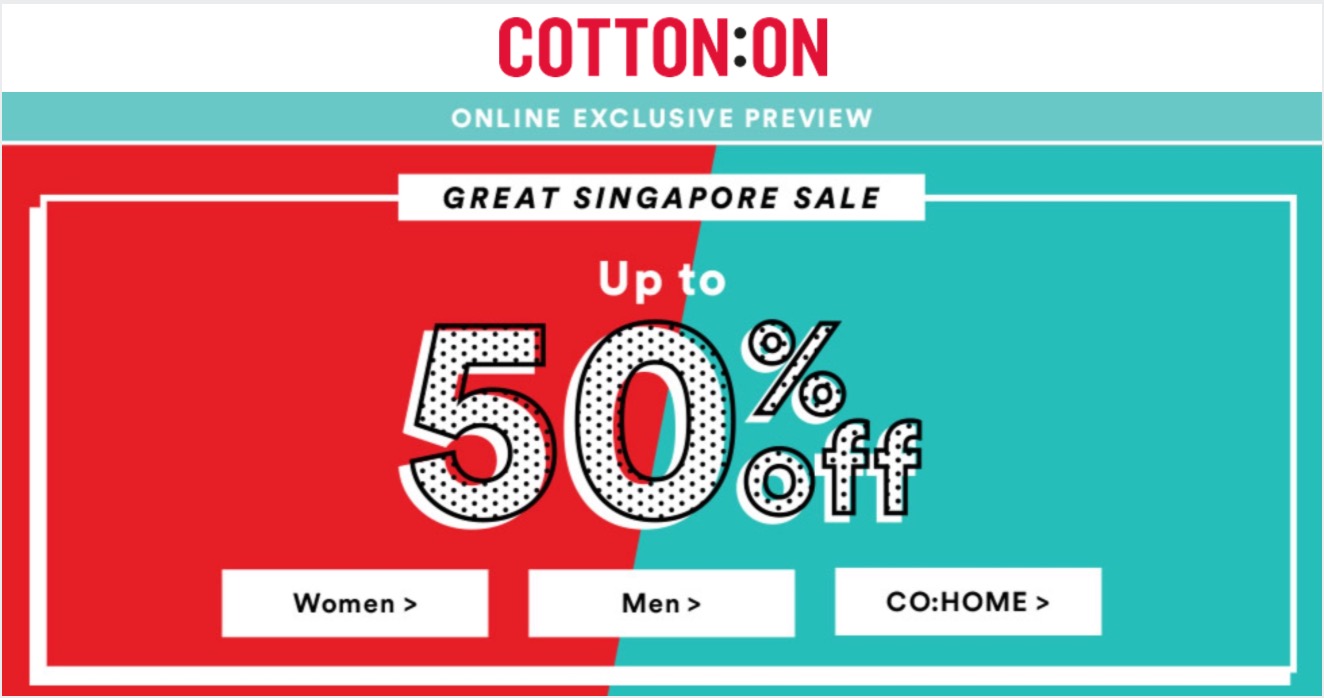 COTTON:ON
ONLINE EXCLUSIVE PREVIEW
GREAT SINGAPORE SALE
Up to
50%
off
Women >
Men >
CO:HOME >